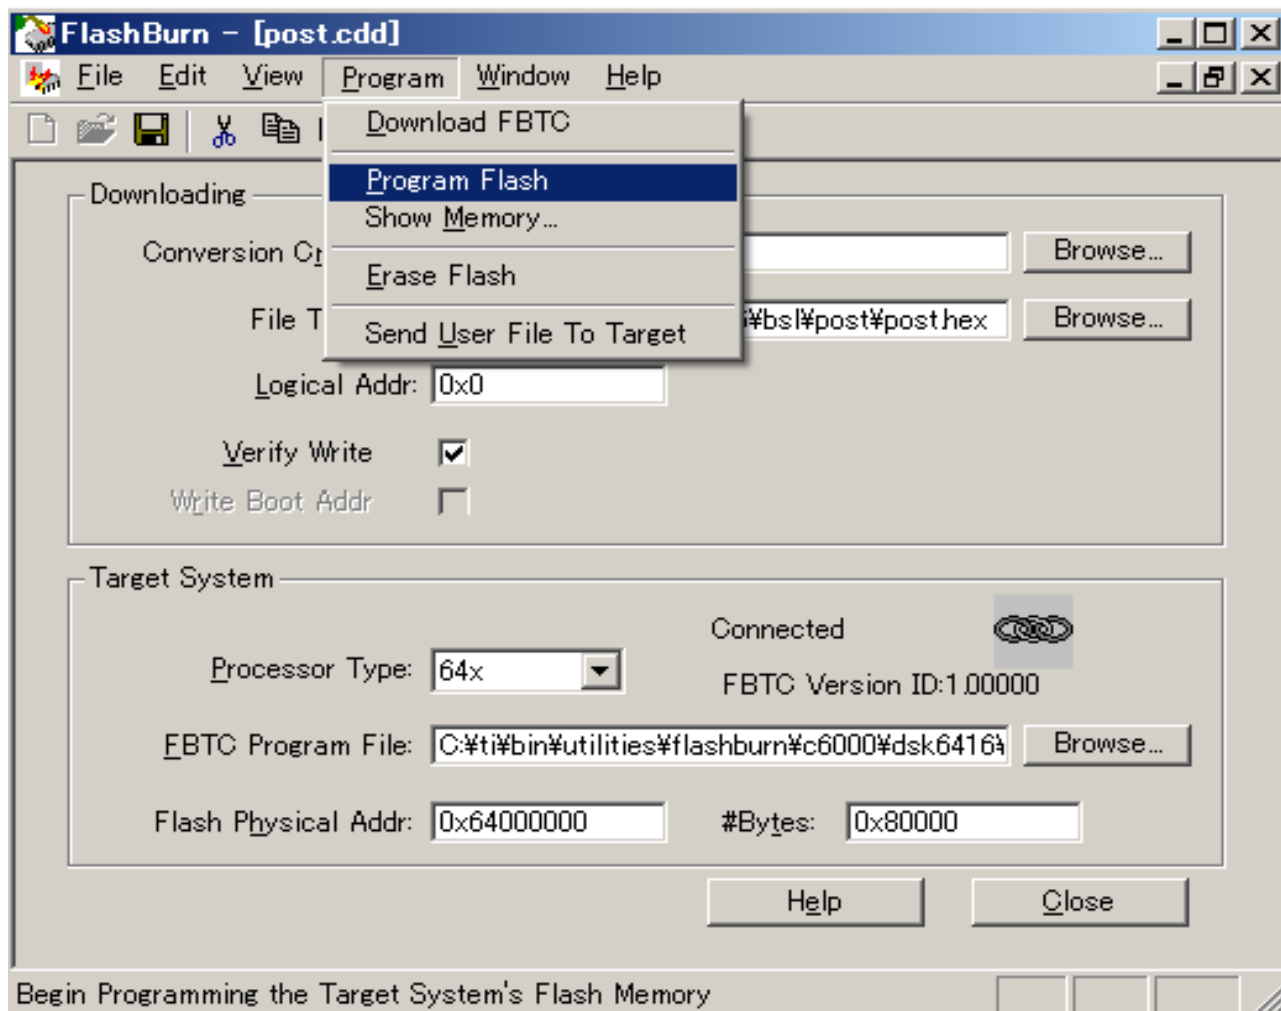 FlashBurn - [post.cdd]
File Edit View Program Window Help
Download FBTC
Program Flash
Show Memory...
Erase Flash
Send User File To Target
Downloading
Conversion Browse...
File ¥bsl¥post¥post.hex Browse...
Logical Addr: 0x0
Verify Write
Write Boot Addr
Target System
Connected
Processor Type: 64x
FBTC Version ID:1.00000
FBTC Program File: C:¥ti¥bin¥utilities¥flashburn¥c6000¥dsk6416¥ Browse...
Flash Physical Addr: 0x64000000 #Bytes: 0x80000
Help Close
Begin Programming the Target System's Flash Memory